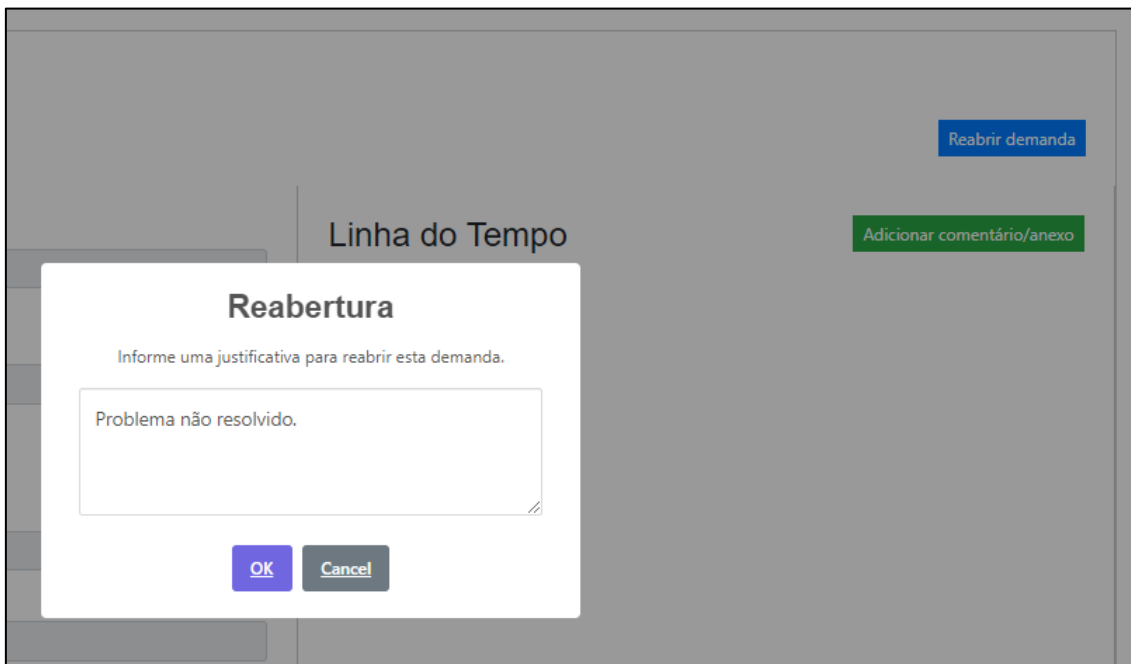 Reabrir demanda
Linha do Tempo
Adicionar comentário/anexo
Reabertura
Informe uma justificativa para reabrir esta demanda.
Problema não resolvido.
OK
Cancel